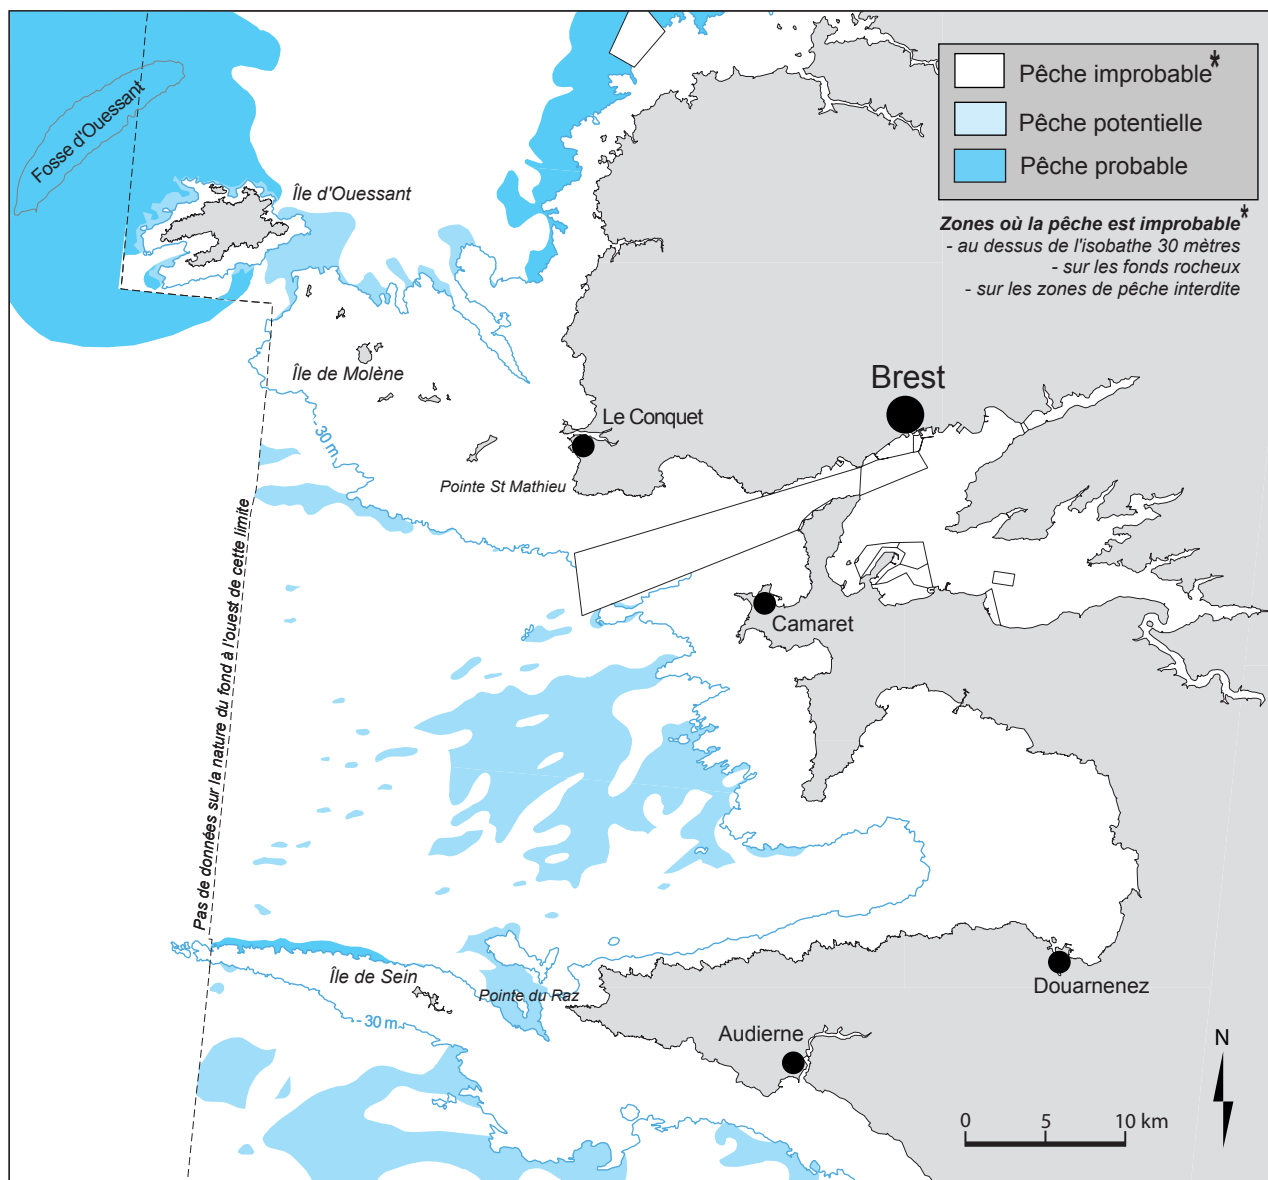 Pêche improbable*
Pêche potentielle
Pêche probable
Zones où la pêche est improbable*
- au dessus de l'isobathe 30 mètres
- sur les fonds rocheux
- sur les zones de pêche interdite
Fosse d'Ouessant
Île d'Ouessant
Île de Molène
Brest
Le Conquet
- 30 m
Pointe St Mathieu
Pas de données sur la nature du fond à l'ouest de cette limite
Camaret
Île de Sein
Pointe du Raz
Douarnenez
- 30 m
Audierne
N
0 5 10 km